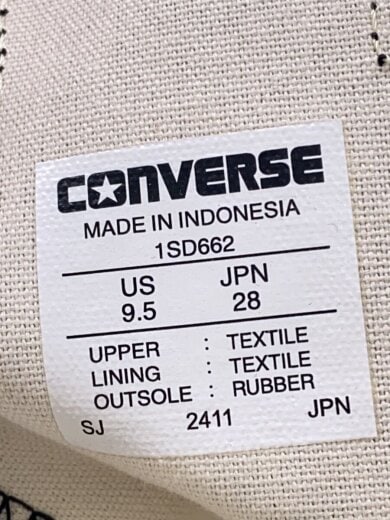 CONVERSE
MADE IN INDONESIA
1SD662
US JPN
9.5 28
UPPER : TEXTILE
LINING : TEXTILE
OUTSOLE : RUBBER
SJ 2411 JPN